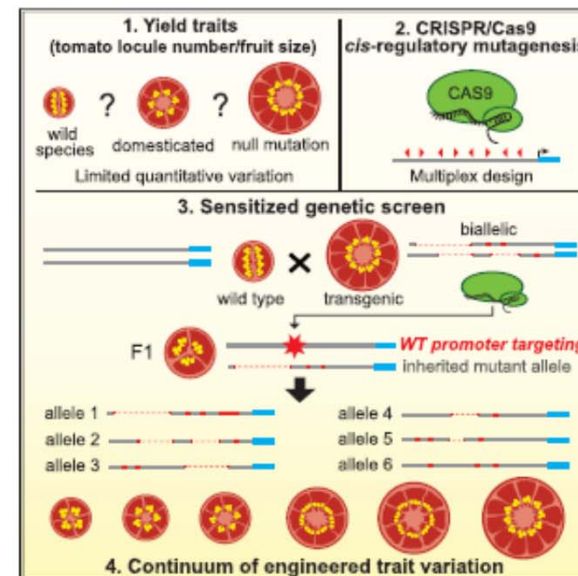 1. Yield traits
(tomato locule number/fruit size)
? ?
wild
species
domesticated
null mutation
Limited quantitative variation
2. CRISPR/Cas9
cis-regulatory mutagenesis
CAS9
Multiplex design
3. Sensitized genetic screen
biallelic
×
wild type
transgenic
F1
WT promoter targeting
inherited mutant allele
allele 1
allele 2
allele 3
allele 4
allele 5
allele 6
4. Continuum of engineered trait variation